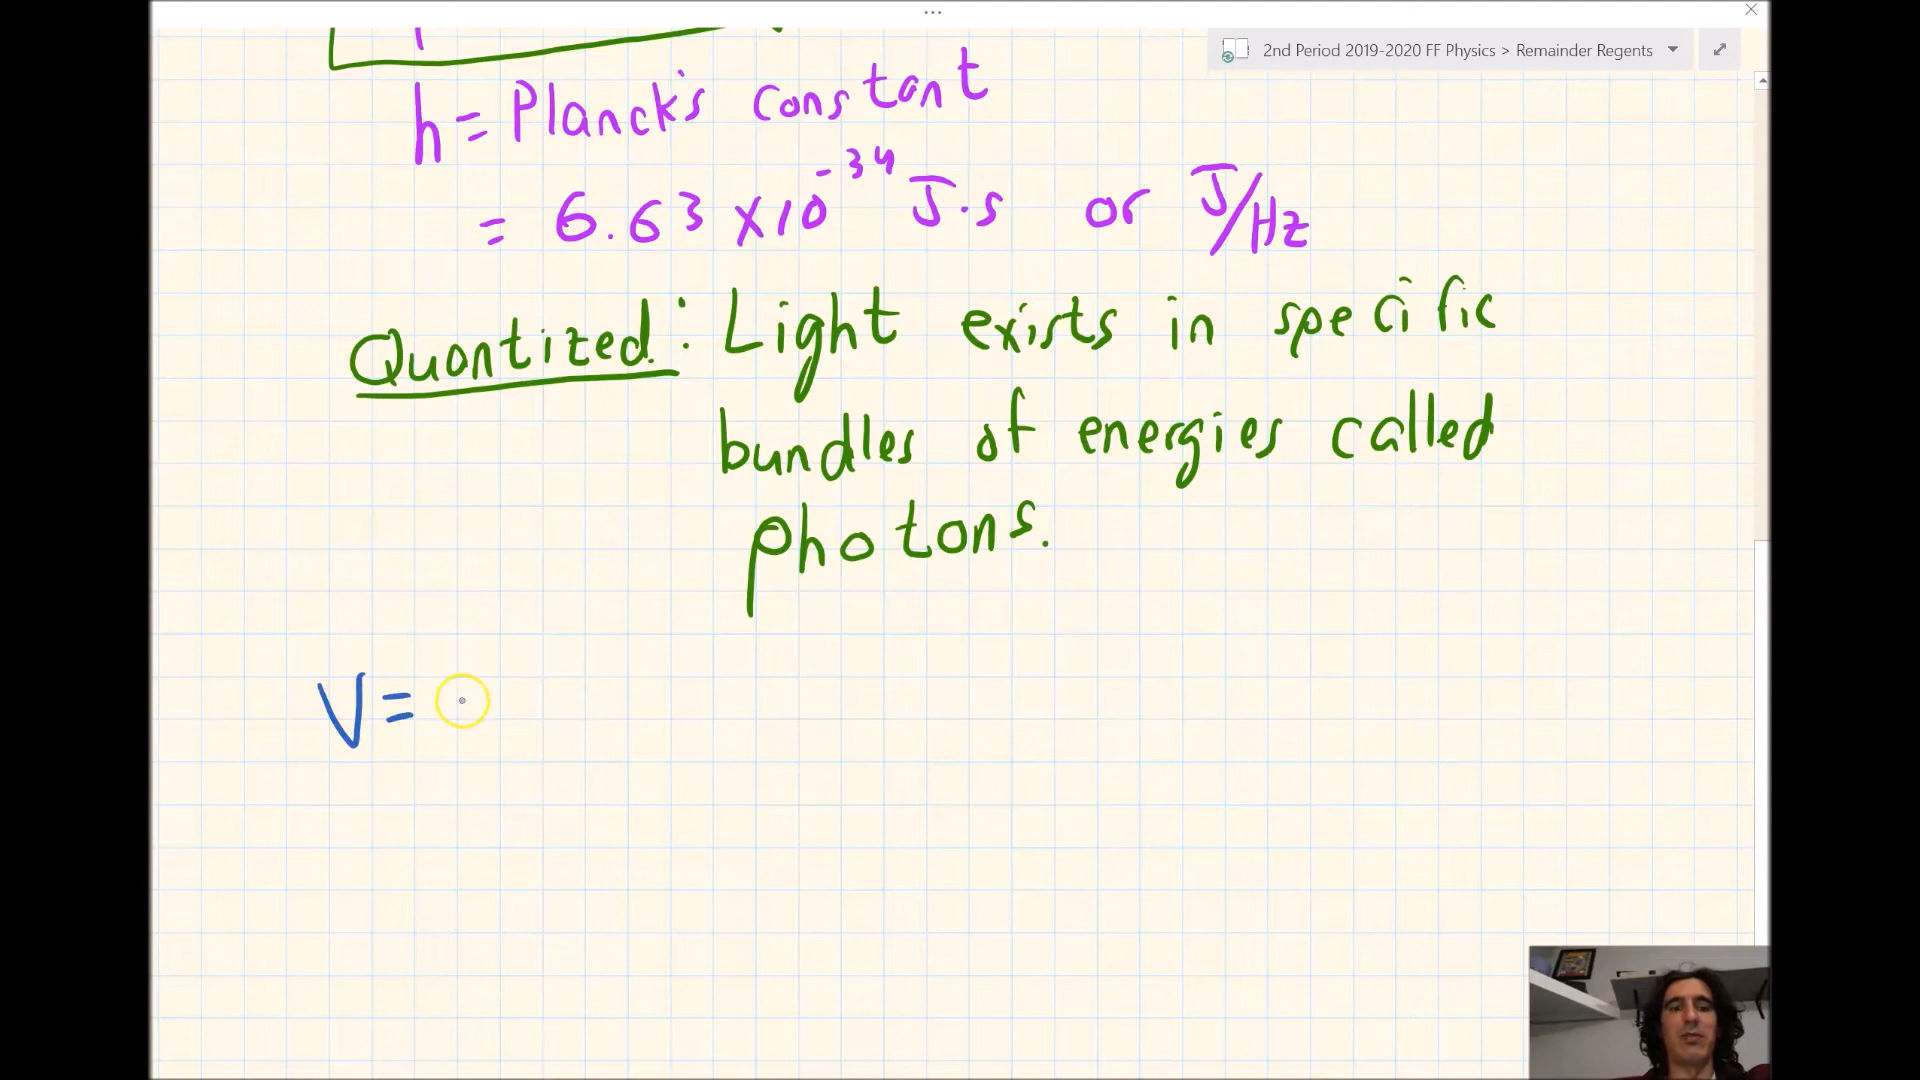 2nd Period 2019-2020 FF Physics > Remainder Regents
h = Planck's constant
= 6.63 x10⁻³⁴ J·s or J/Hz
Quantized: Light exists in specific
bundles of energies called
photons.
V =